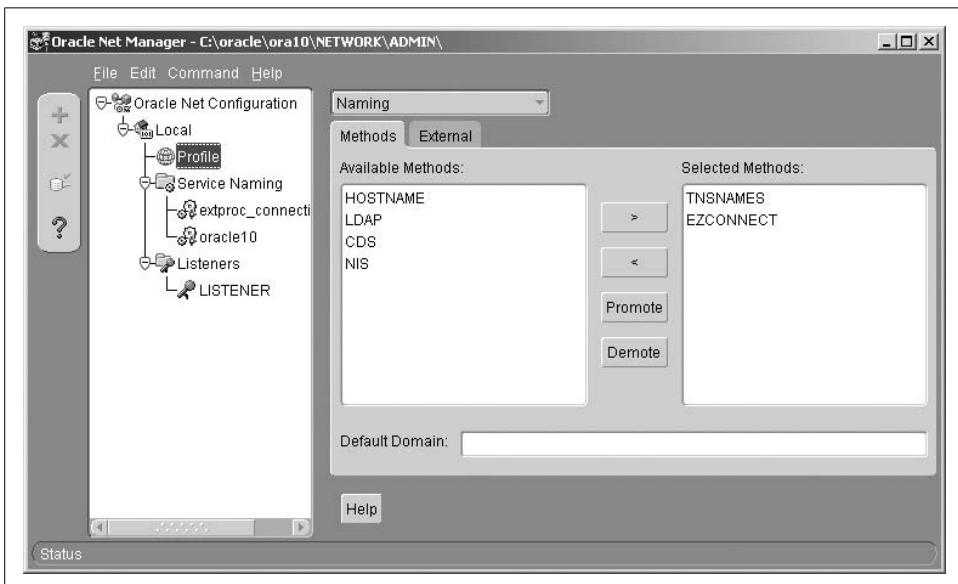 Oracle Net Manager - C:\oracle\ora10\NETWORK\ADMIN\
File Edit Command Help
Oracle Net Configuration
Local
Profile
Service Naming
extproc_connecti
oracle10
Listeners
LISTENER
?
Naming
Methods External
Available Methods:
HOSTNAME
LDAP
CDS
NIS
>
<
Promote
Demote
Selected Methods:
TNSNAMES
EZCONNECT
Default Domain:
Help
Status